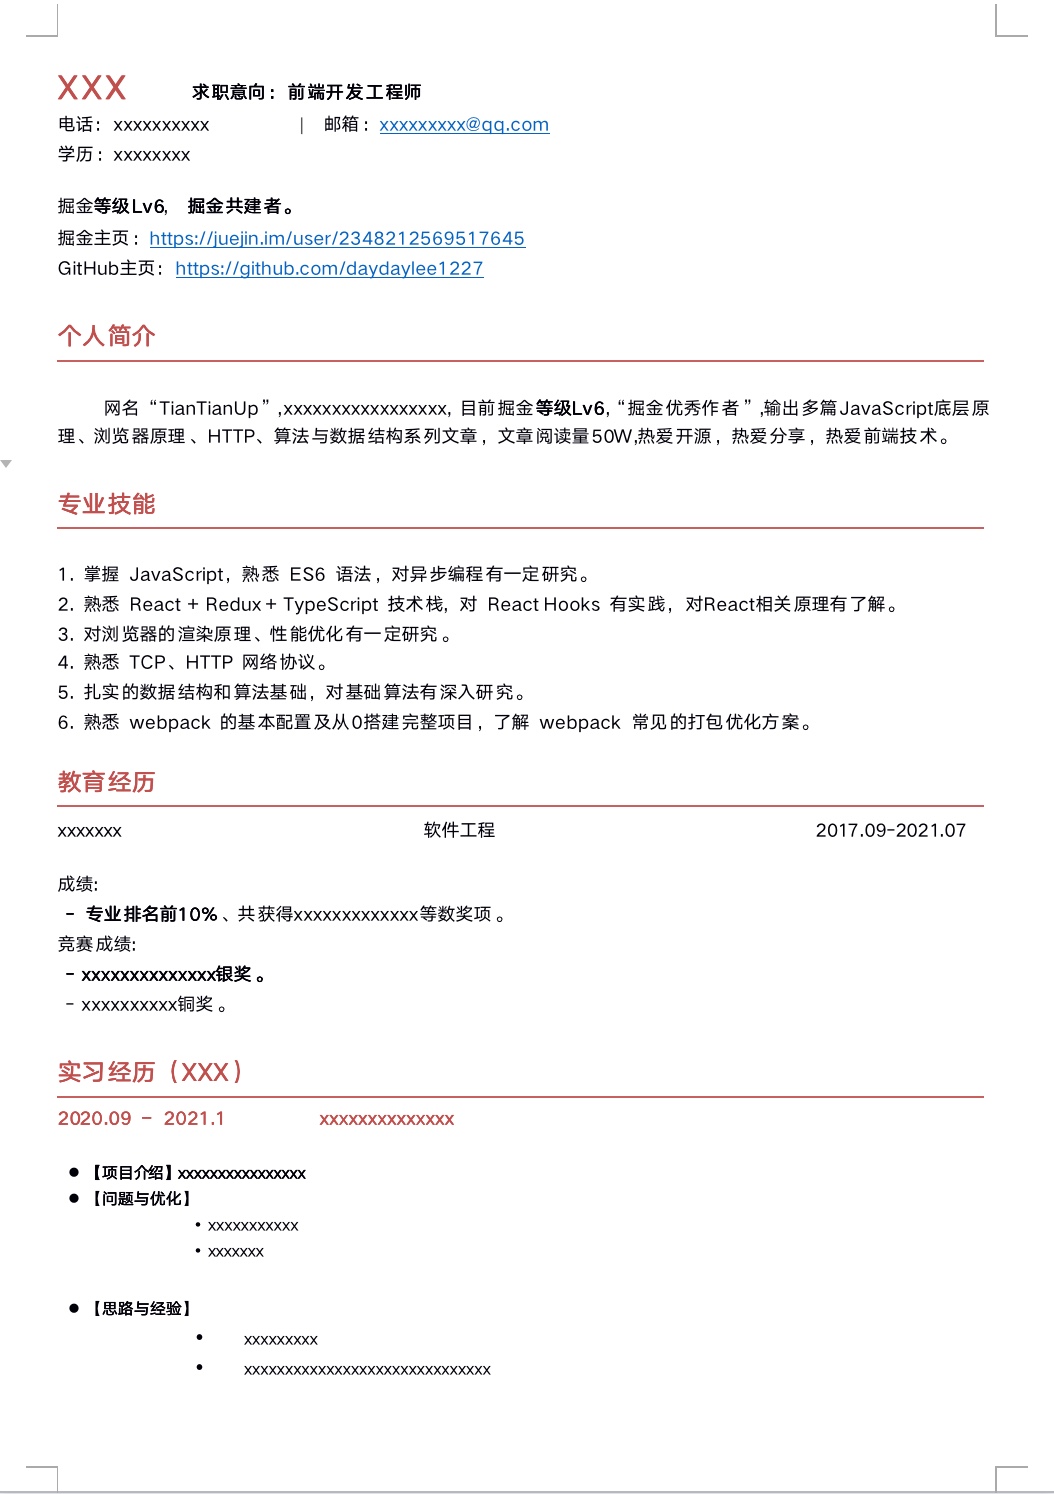 XXX 求职意向：前端开发工程师
电话：xxxxxxxxxx | 邮箱：xxxxxxxxx@qq.com
学历：xxxxxxxx
掘金等级Lv6, 掘金共建者。
掘金主页：https://juejin.im/user/2348212569517645
GitHub主页：https://github.com/daydaylee1227
个人简介
网名“TianTianUp”,xxxxxxxxxxxxxxxxx, 目前掘金等级Lv6,“掘金优秀作者”,输出多篇JavaScript底层原
理、浏览器原理、HTTP、算法与数据结构系列文章，文章阅读量50W,热爱开源，热爱分享，热爱前端技术。
专业技能
1. 掌握 JavaScript，熟悉 ES6 语法，对异步编程有一定研究。
2. 熟悉 React + Redux + TypeScript 技术栈，对 React Hooks 有实践，对React相关原理有了解。
3. 对浏览器的渲染原理、性能优化有一定研究。
4. 熟悉 TCP、HTTP 网络协议。
5. 扎实的数据结构和算法基础，对基础算法有深入研究。
6. 熟悉 webpack 的基本配置及从0搭建完整项目，了解 webpack 常见的打包优化方案。
教育经历
xxxxxxx 软件工程 2017.09-2021.07
成绩:
- 专业排名前10%、共获得xxxxxxxxxxxxx等数奖项。
竞赛成绩:
- xxxxxxxxxxxxxx银奖。
- xxxxxxxxxx铜奖。
实习经历（XXX）
2020.09 - 2021.1 xxxxxxxxxxxxxx
● 【项目介绍】xxxxxxxxxxxxxxxx
● 【问题与优化】
• xxxxxxxxxxx
• xxxxxxx
● 【思路与经验】
• xxxxxxxxx
• xxxxxxxxxxxxxxxxxxxxxxxxxxxxxx